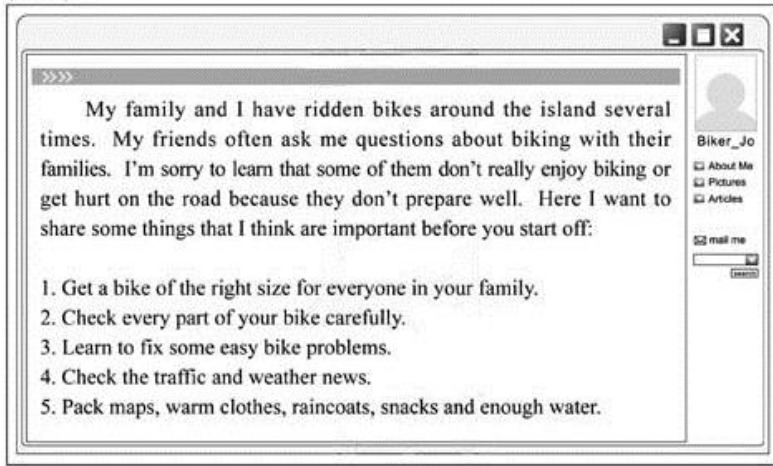 My family and I have ridden bikes around the island several
times. My friends often ask me questions about biking with their
families. I'm sorry to learn that some of them don't really enjoy biking or
get hurt on the road because they don't prepare well. Here I want to
share some things that I think are important before you start off:
1. Get a bike of the right size for everyone in your family.
2. Check every part of your bike carefully.
3. Learn to fix some easy bike problems.
4. Check the traffic and weather news.
5. Pack maps, warm clothes, raincoats, snacks and enough water.
Biker_Jo
About Me
Pictures
Articles
mail me
search